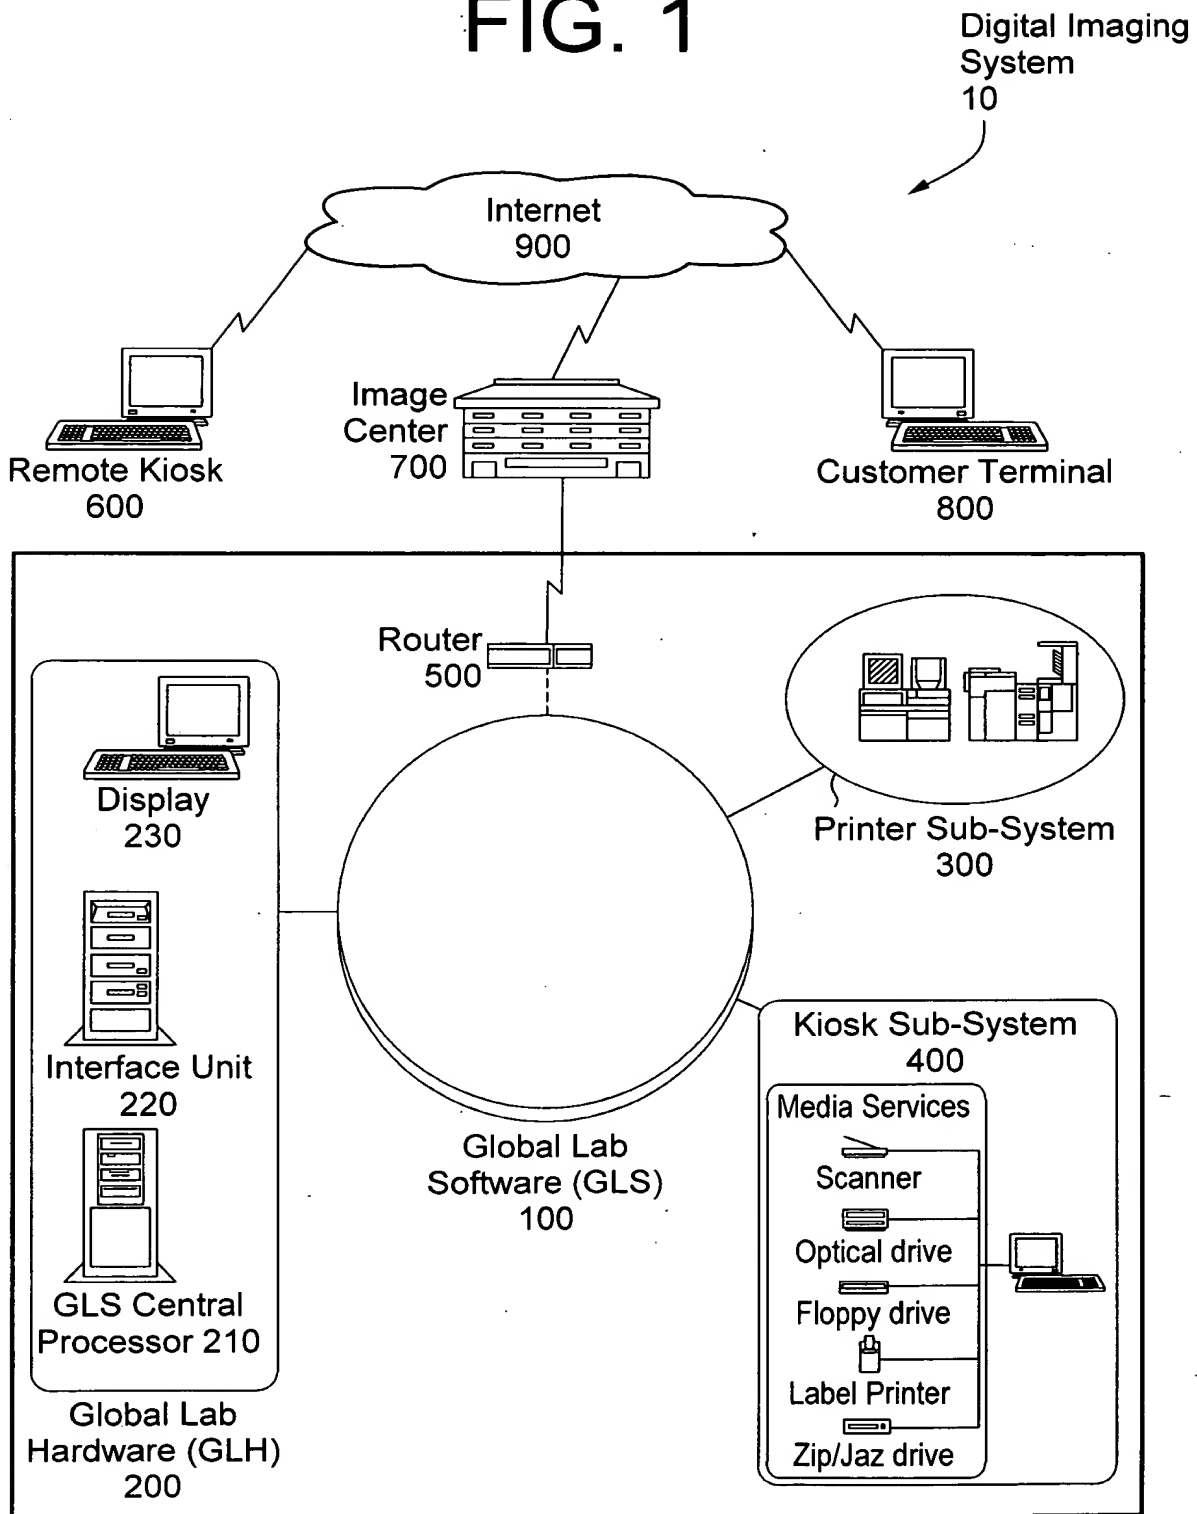 FIG. 1
Digital Imaging
System
10
Internet
900
Remote Kiosk
600
Image
Center
700
Customer Terminal
800
Router
500
Display
230
Interface Unit
220
GLS Central
Processor 210
Global Lab
Hardware (GLH)
200
Global Lab
Software (GLS)
100
Printer Sub-System
300
Kiosk Sub-System
400
Media Services
Scanner
Optical drive
Floppy drive
Label Printer
Zip/Jaz drive